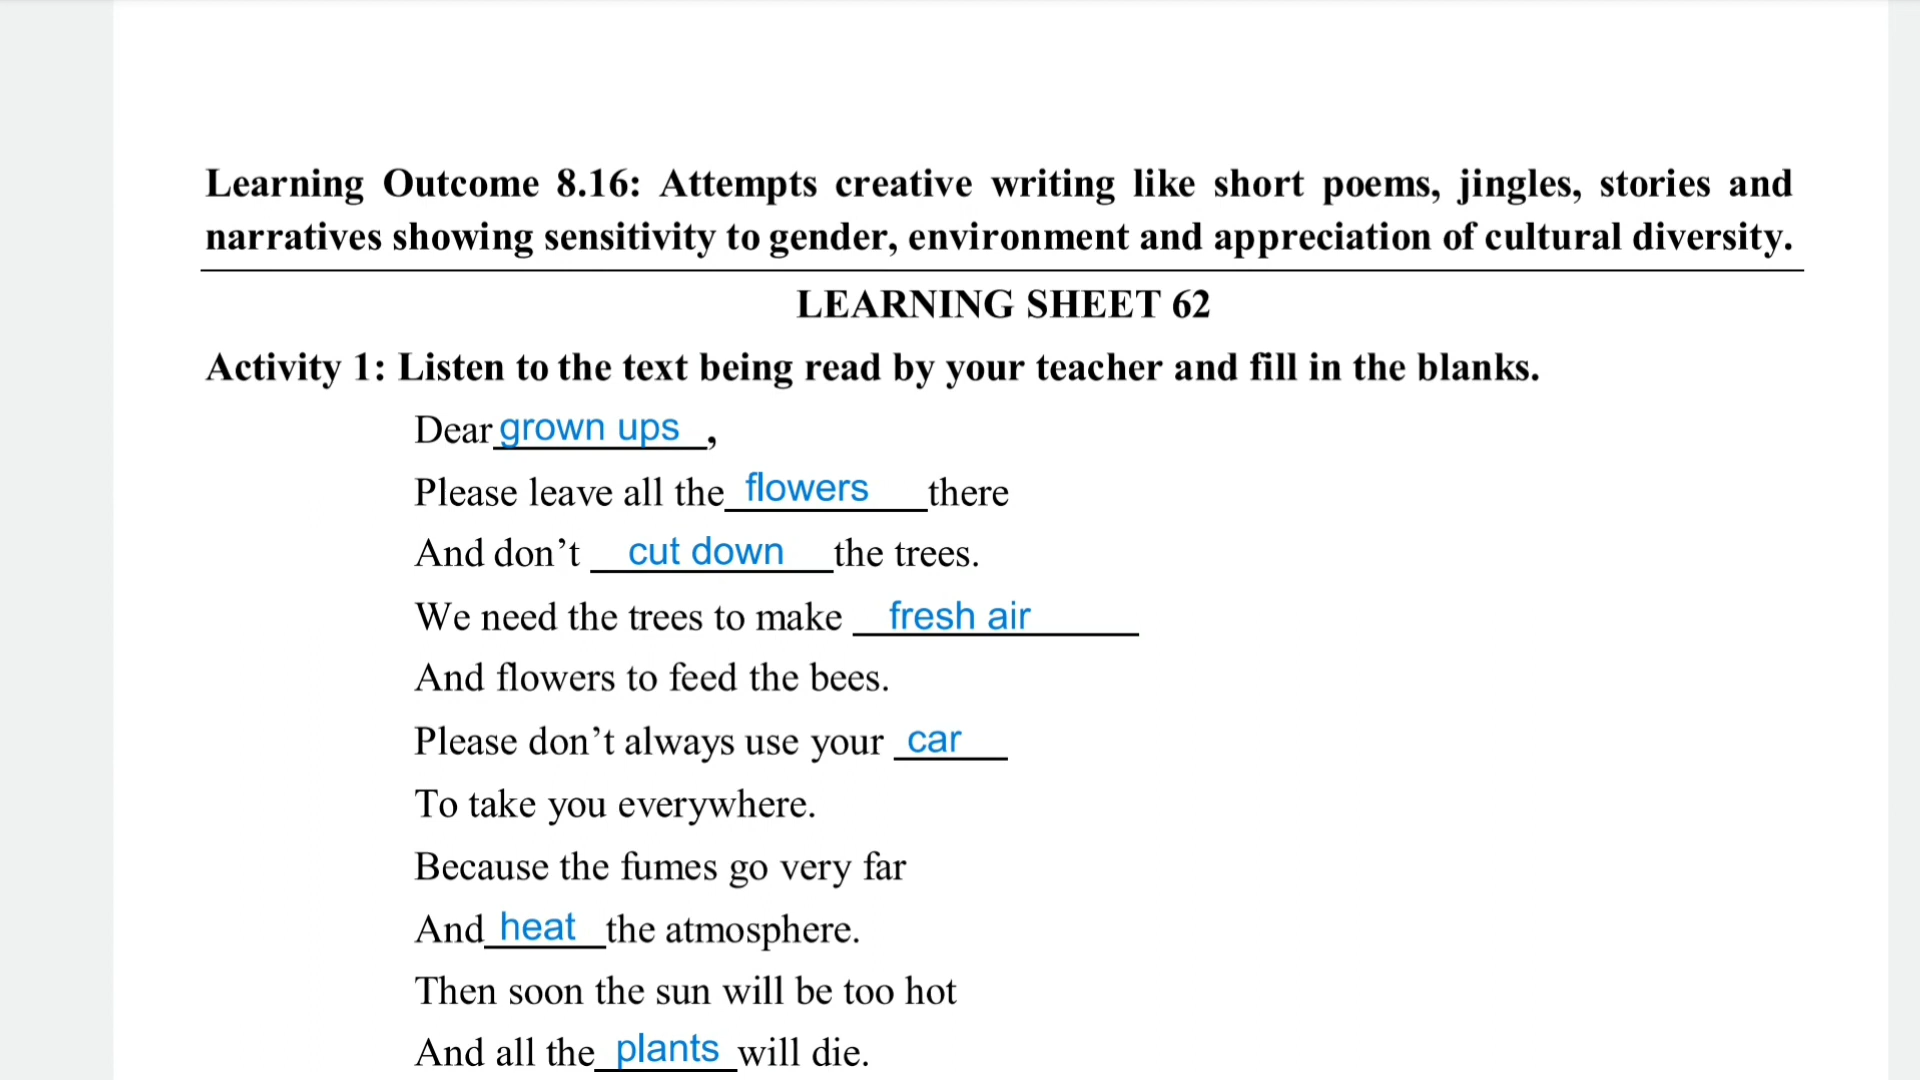 Learning Outcome 8.16: Attempts creative writing like short poems, jingles, stories and
narratives showing sensitivity to gender, environment and appreciation of cultural diversity.
LEARNING SHEET 62
Activity 1: Listen to the text being read by your teacher and fill in the blanks.
Dear grown ups ,
Please leave all the flowers there
And don’t cut down the trees.
We need the trees to make fresh air
And flowers to feed the bees.
Please don’t always use your car
To take you everywhere.
Because the fumes go very far
And heat the atmosphere.
Then soon the sun will be too hot
And all the plants will die.